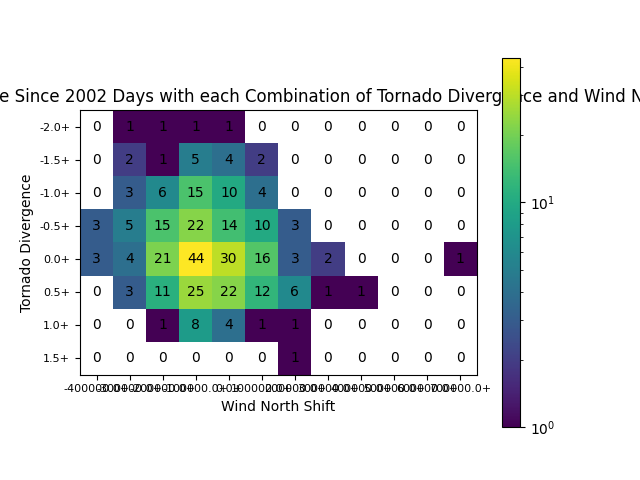 e Since 2002 Days with each Combination of Tornado Divergence and Wind N
-2.0+ 0 1 1 1 1 0 0 0 0 0 0 0
-1.5+ 0 2 1 5 4 2 0 0 0 0 0 0
-1.0+ 0 3 6 15 10 4 0 0 0 0 0 0
-0.5+ 3 5 15 22 14 10 3 0 0 0 0 0
0.0+ 3 4 21 44 30 16 3 2 0 0 0 1
0.5+ 0 3 11 25 22 12 6 1 1 0 0 0
1.0+ 0 0 1 8 4 1 1 0 0 0 0 0
1.5+ 0 0 0 0 0 0 1 0 0 0 0 0
Tornado Divergence
Wind North Shift
10¹
10⁰